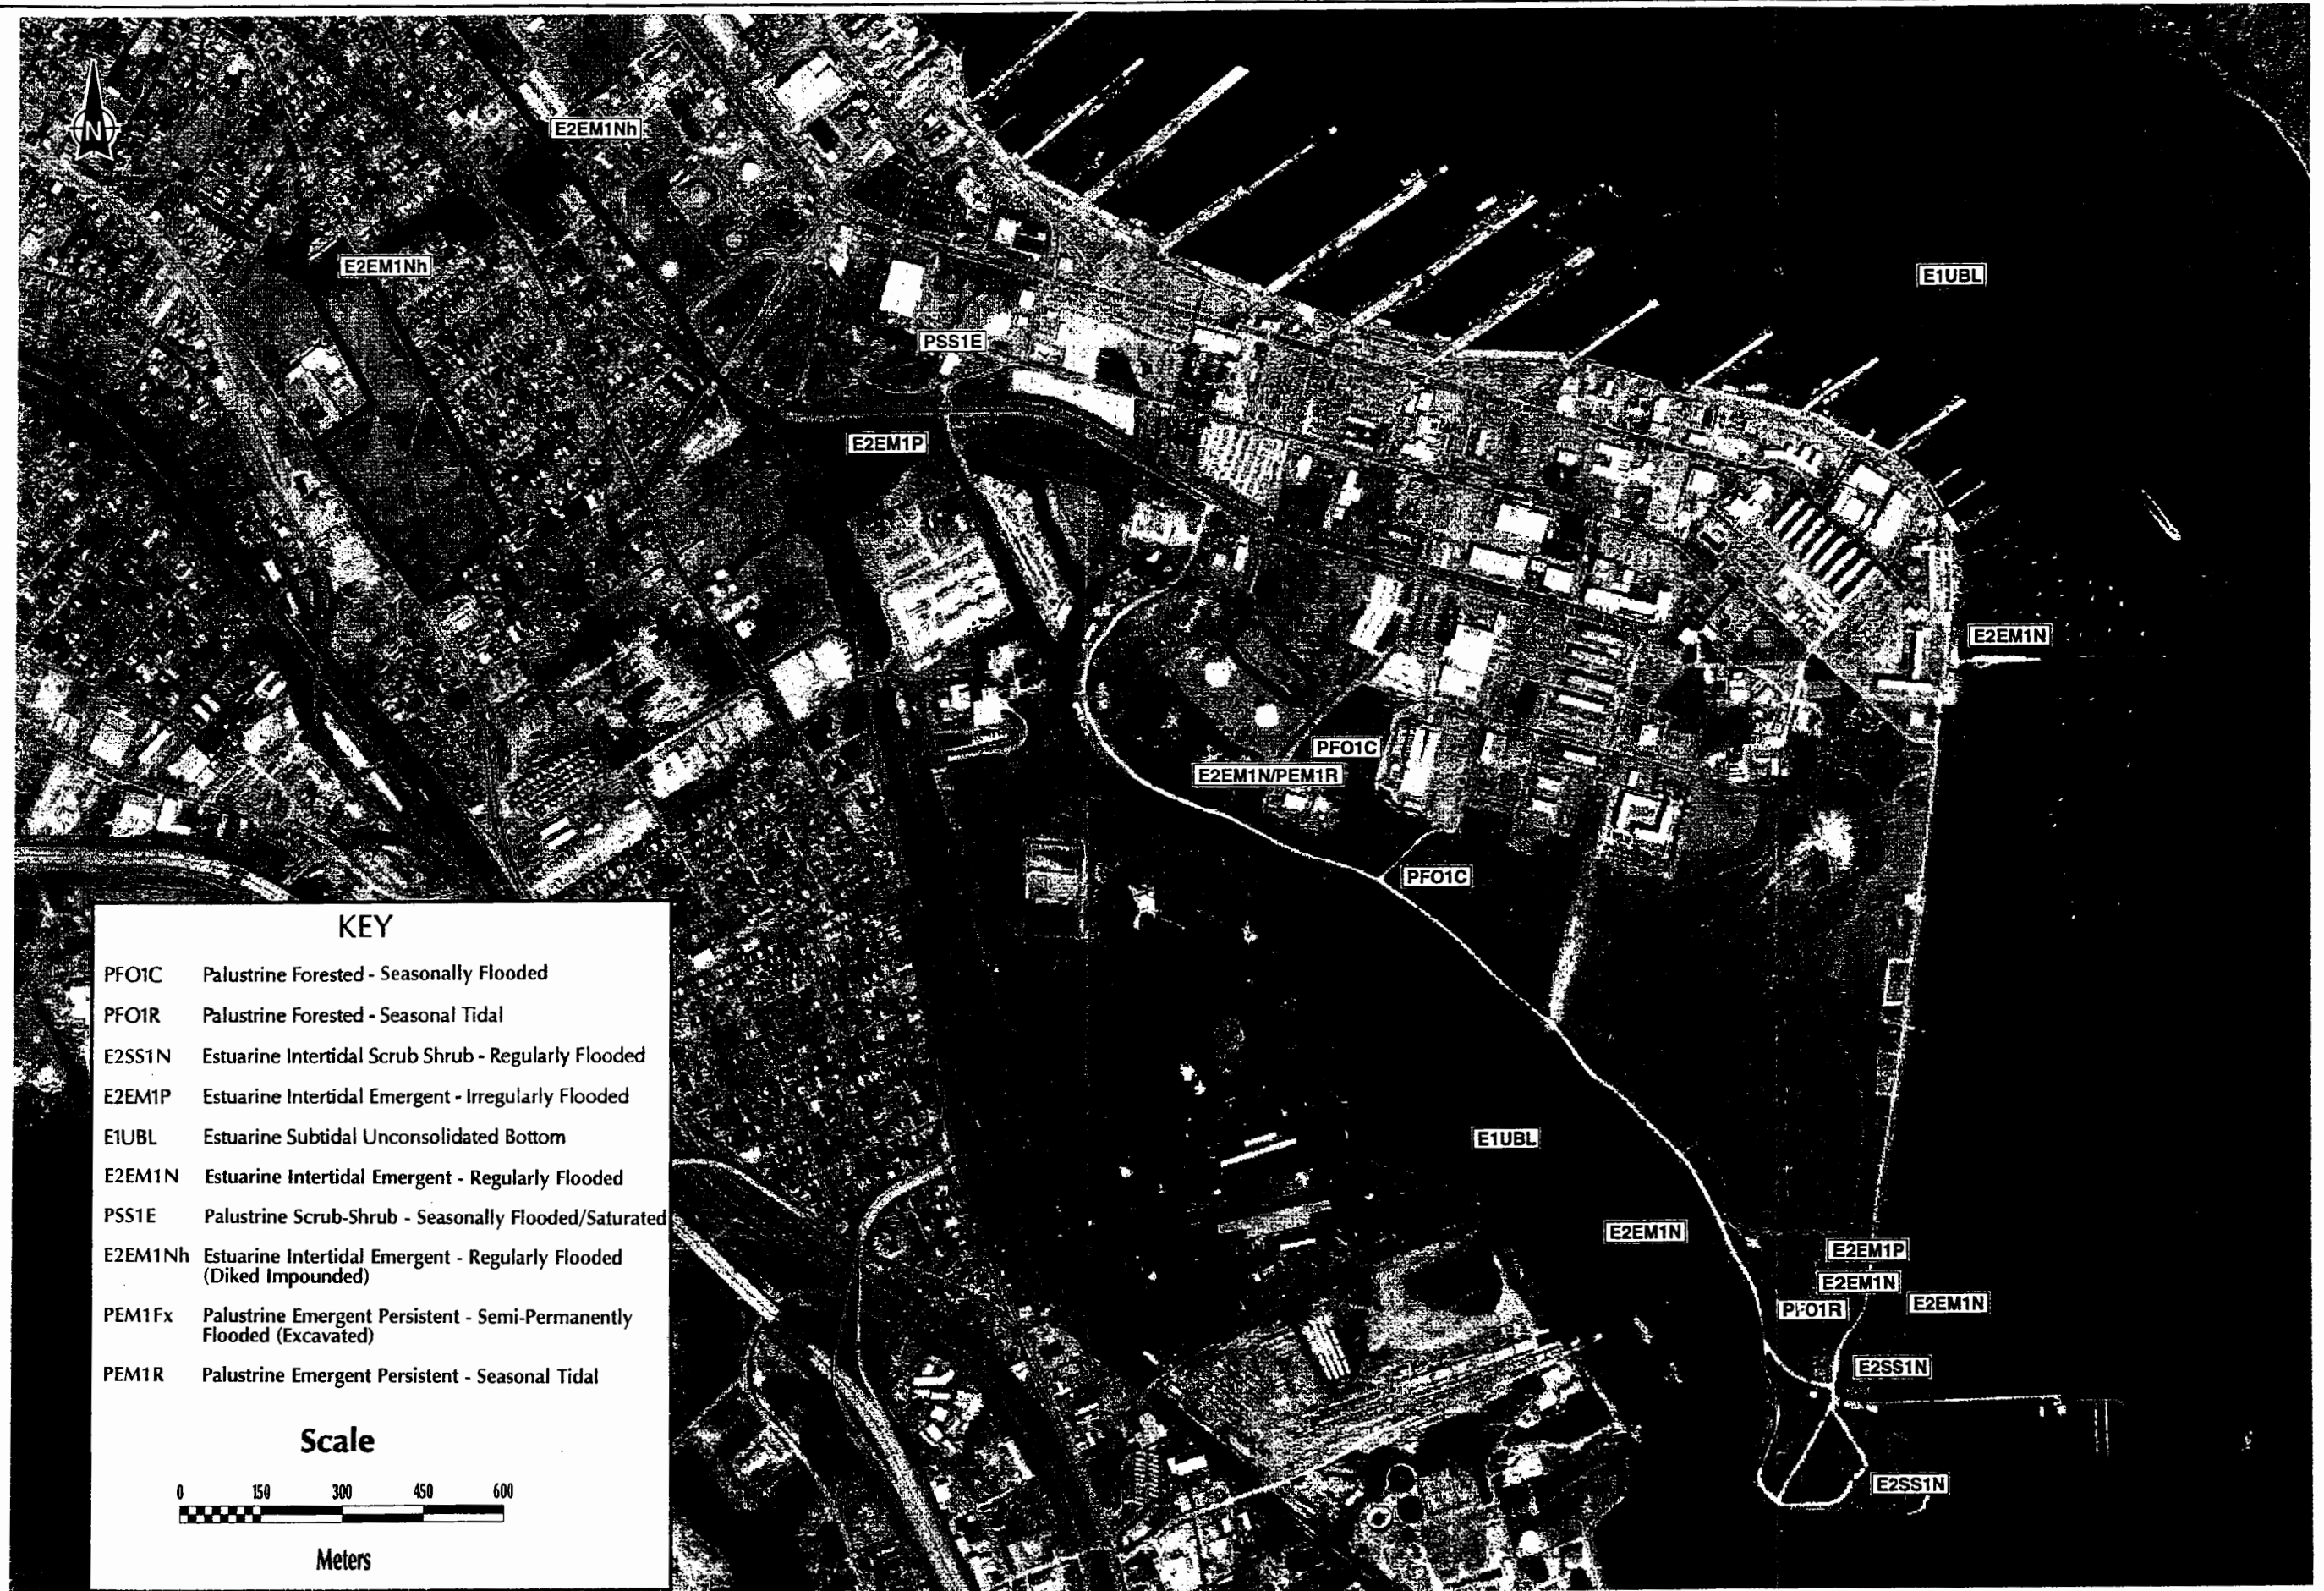 N
E2EM1Nh
E2EM1Nh
E1UBL
PSS1E
E2EM1P
E2EM1N
PFO1C
E2EM1N/PEM1R
PFO1C
E1UBL
E2EM1N
E2EM1P
E2EM1N
E2EM1N
PFO1R
E2SS1N
E2SS1N
KEY
PFO1C Palustrine Forested - Seasonally Flooded
PFO1R Palustrine Forested - Seasonal Tidal
E2SS1N Estuarine Intertidal Scrub Shrub - Regularly Flooded
E2EM1P Estuarine Intertidal Emergent - Irregularly Flooded
E1UBL Estuarine Subtidal Unconsolidated Bottom
E2EM1N Estuarine Intertidal Emergent - Regularly Flooded
PSS1E Palustrine Scrub-Shrub - Seasonally Flooded/Saturated
E2EM1Nh Estuarine Intertidal Emergent - Regularly Flooded
(Diked Impounded)
PEM1Fx Palustrine Emergent Persistent - Semi-Permanently
Flooded (Excavated)
PEM1R Palustrine Emergent Persistent - Seasonal Tidal
Scale
0 150 300 450 600
Meters